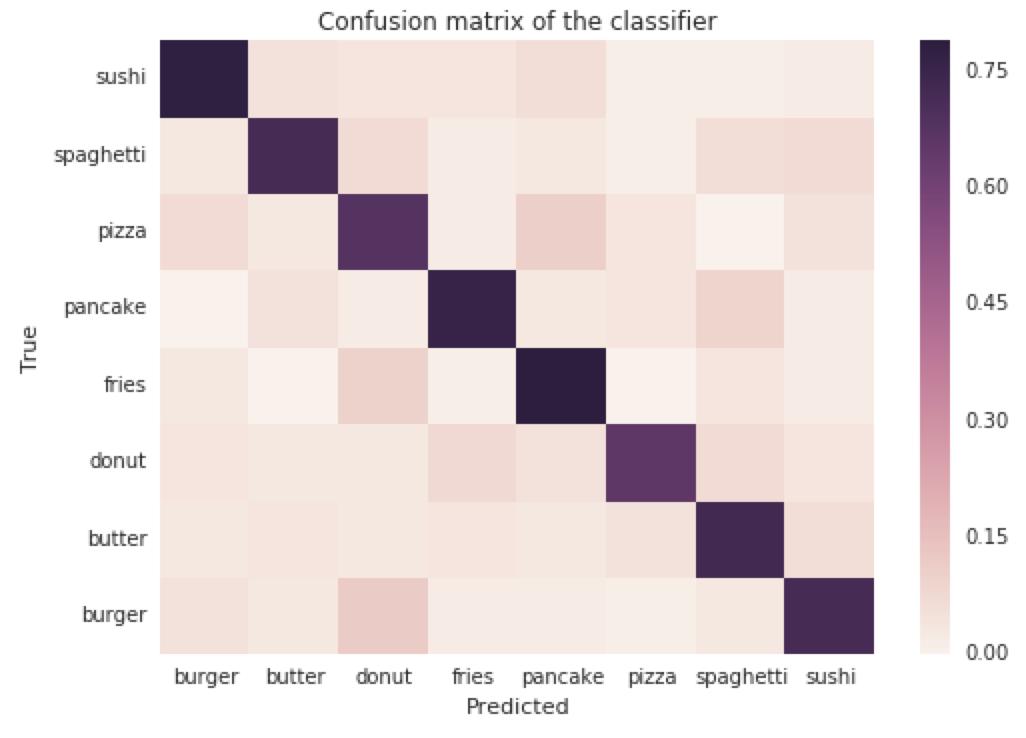 Confusion matrix of the classifier
sushi
spaghetti
pizza
pancake
fries
donut
butter
burger
True
burger butter donut fries pancake pizza spaghetti sushi
Predicted
0.75
0.60
0.45
0.30
0.15
0.00